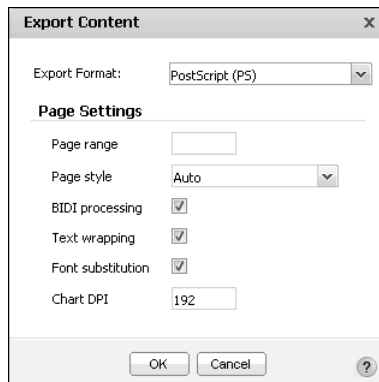 Export Content x
Export Format: PostScript (PS)
Page Settings
Page range
Page style Auto
BIDI processing
Text wrapping
Font substitution
Chart DPI 192
OK Cancel ?